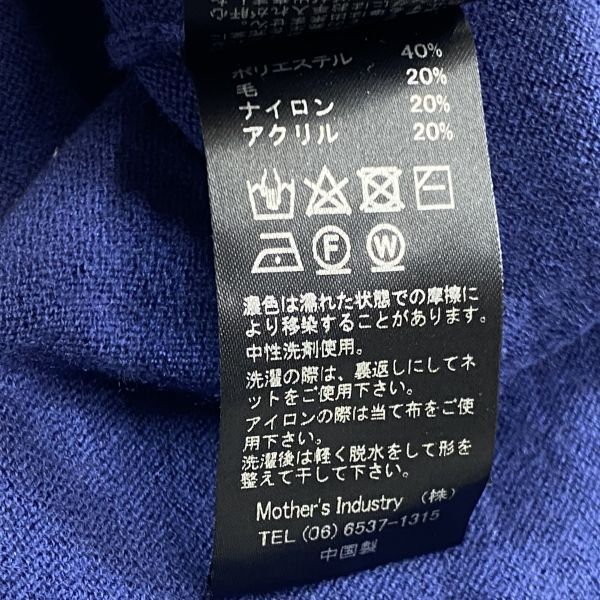 ポリエステル 40%
毛 20%
ナイロン 20%
アクリル 20%
F W
濃色は濡れた状態での摩擦に
より移染することがあります。
中性洗剤使用。
洗濯の際は、裏返しにしてネ
ットをご使用下さい。
アイロンの際は当て布をご使
用下さい。
洗濯後は軽く脱水をして形を
整えて干して下さい。
Mother's Industry （株）
TEL (06) 6537-1315
中国製